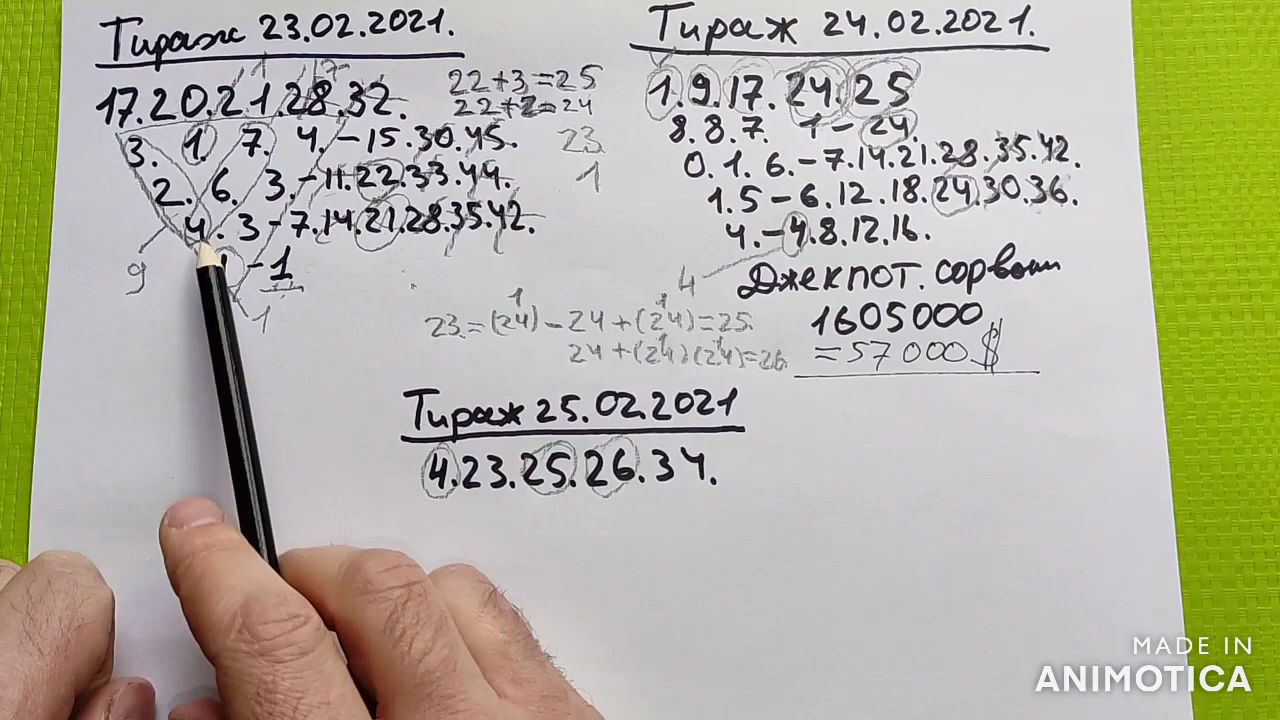 Тираж 23.02.2021.
17.20.21.28.32.
22+3=25
22+2=24
3. 1. 7. 4. - 15.30.45.
23
2. 6. 3. - 11.22.33.44.
1
4. 3 - 7.14.21.28.35.42.
9
- 1
1
Тираж 24.02.2021.
1.9.17.24.25
8.8.7. 1 - 24.
0.1.6. - 7.14.21.28.35.42.
1.5 - 6.12.18.24.30.36.
4. - 4.8.12.16.
4
Джекпот. сорвали
1605000
=57000$
23=(24) - 24+(24)=25.
24+(24)(24)=26
Тираж 25.02.2021
4.23.25.26.34.
MADE IN
ANIMOTICA